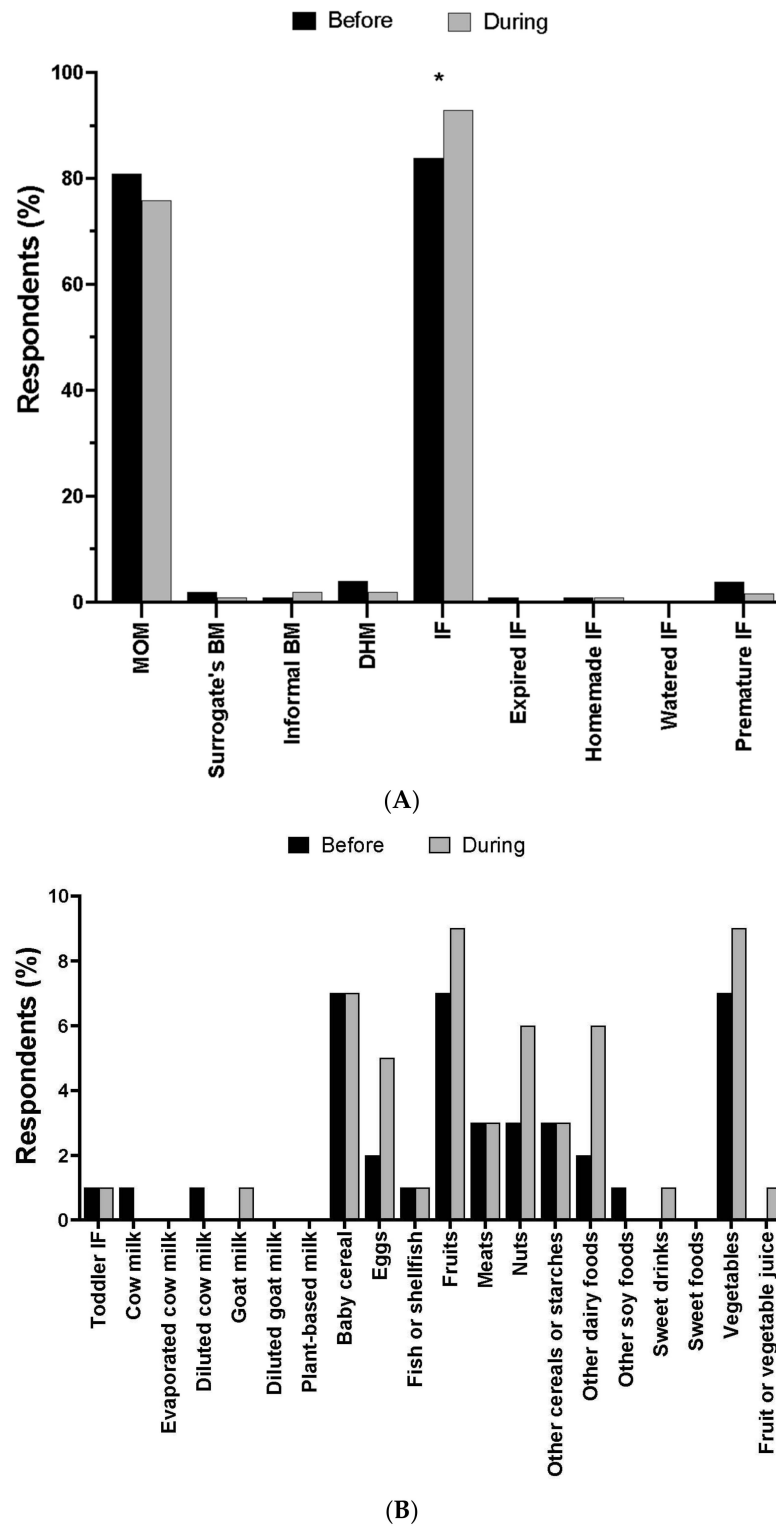 Before During
*
100
80
60
40
20
0
Respondents (%)
MOM
Surrogate's BM
Informal BM
DHM
IF
Expired IF
Homemade IF
Watered IF
Premature IF
(A)
Before During
10
8
6
4
2
0
Respondents (%)
Toddler IF
Cow milk
Evaporated cow milk
Diluted cow milk
Goat milk
Diluted goat milk
Plant-based milk
Baby cereal
Eggs
Fish or shellfish
Fruits
Meats
Nuts
Other cereals or starches
Other dairy foods
Other soy foods
Sweet drinks
Sweet foods
Vegetables
Fruit or vegetable juice
(B)